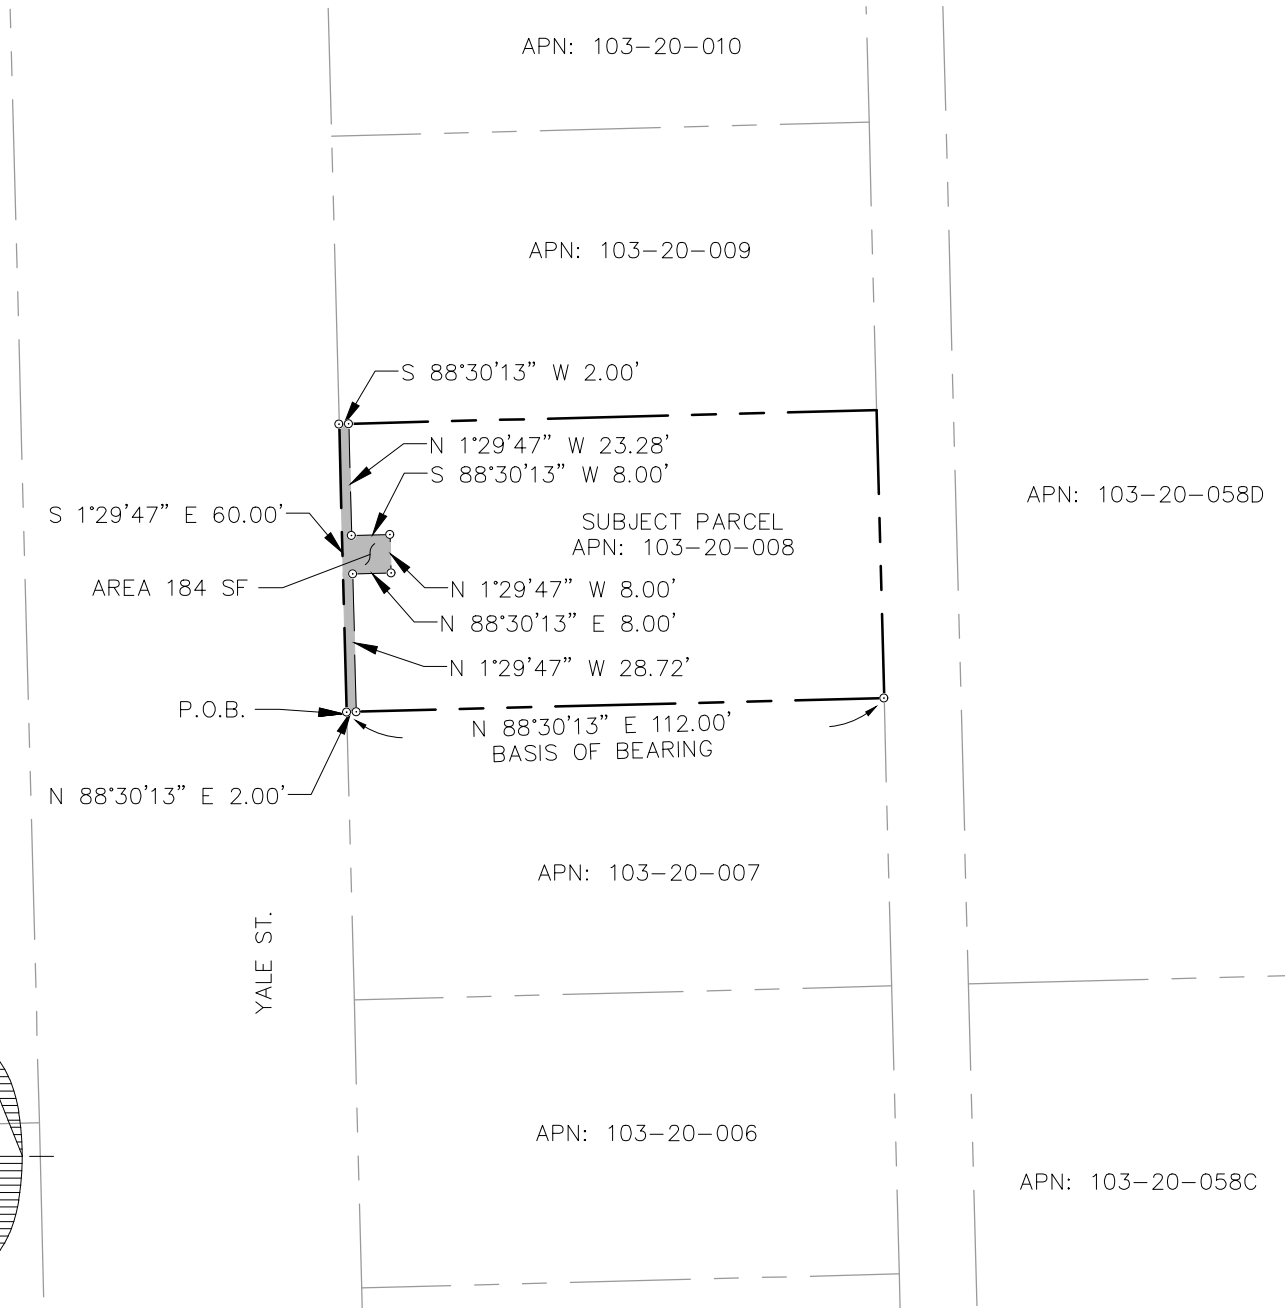 APN: 103-20-010
APN: 103-20-009
S 88°30'13" W 2.00'
N 1°29'47" W 23.28'
S 88°30'13" W 8.00'
S 1°29'47" E 60.00'
APN: 103-20-058D
SUBJECT PARCEL
APN: 103-20-008
AREA 184 SF
N 1°29'47" W 8.00'
N 88°30'13" E 8.00'
N 1°29'47" W 28.72'
P.O.B.
N 88°30'13" E 112.00'
BASIS OF BEARING
N 88°30'13" E 2.00'
APN: 103-20-007
YALE ST.
APN: 103-20-006
APN: 103-20-058C